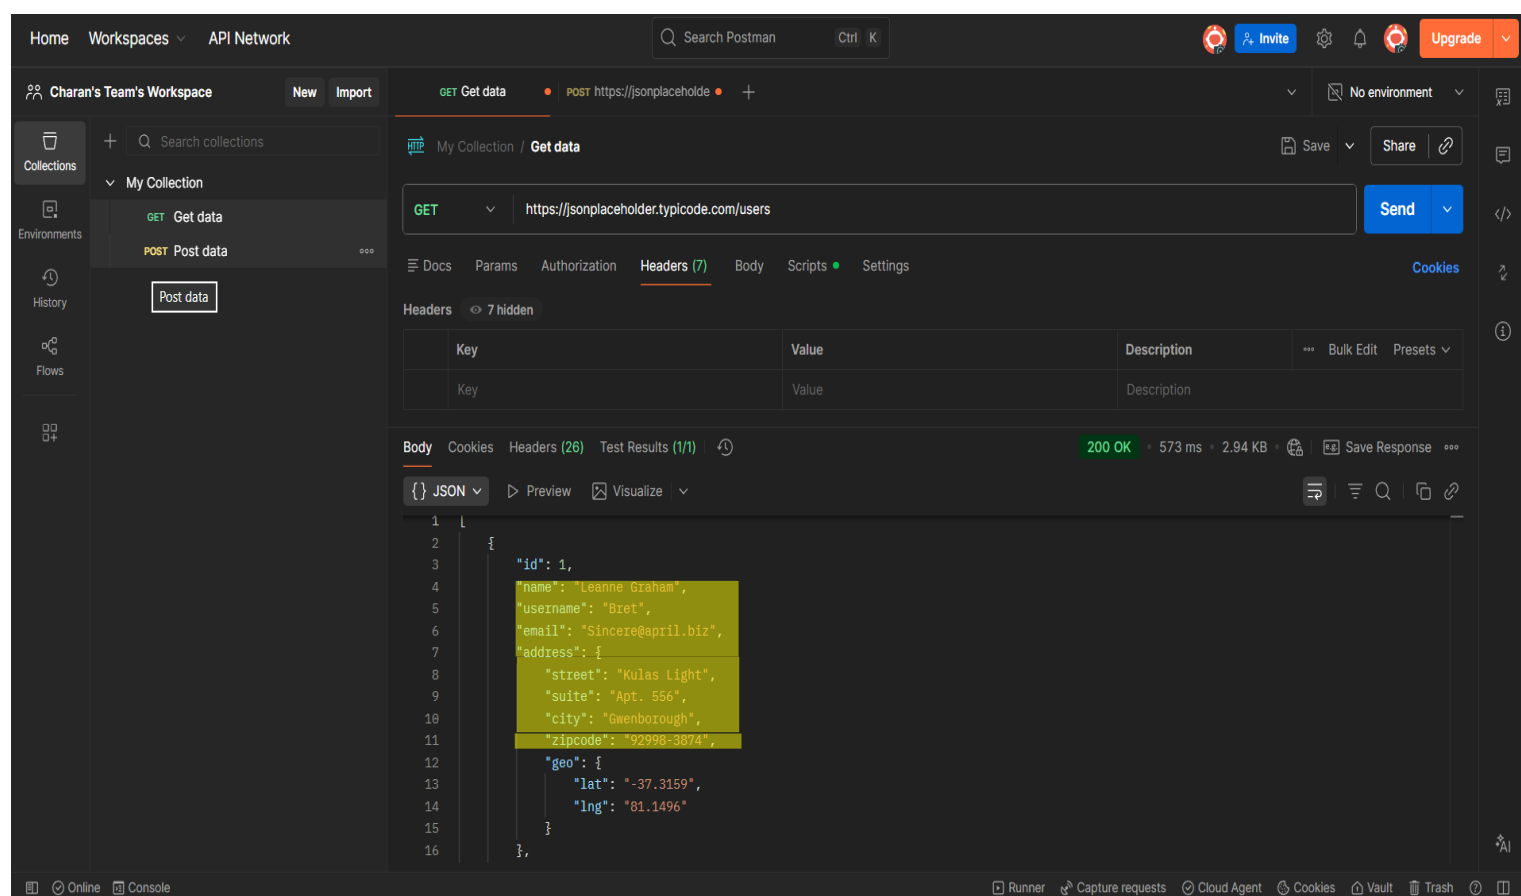 Home Workspaces API Network Search Postman Ctrl K Invite Upgrade
Charan's Team's Workspace New Import GET Get data POST https://jsonplaceholde No environment
Collections
Search collections
HTTP My Collection / Get data Save Share
My Collection
GET Get data
POST Post data
Post data
Environments
History
Flows
GET https://jsonplaceholder.typicode.com/users Send
Docs Params Authorization Headers (7) Body Scripts Settings Cookies
Headers 7 hidden
Key Value Description Bulk Edit Presets
Key Value Description
Body Cookies Headers (26) Test Results (1/1) 200 OK 573 ms 2.94 KB e.g. Save Response
{} JSON Preview Visualize
1 [
2 {
3 "id": 1,
4 "name": "Leanne Graham",
5 "username": "Bret",
6 "email": "Sincere@april.biz",
7 "address": {
8 "street": "Kulas Light",
9 "suite": "Apt. 556",
10 "city": "Gwenborough",
11 "zipcode": "92998-3874",
12 "geo": {
13 "lat": "-37.3159",
14 "lng": "81.1496"
15 }
16 },
AI
Online Console Runner Capture requests Cloud Agent Cookies Vault Trash